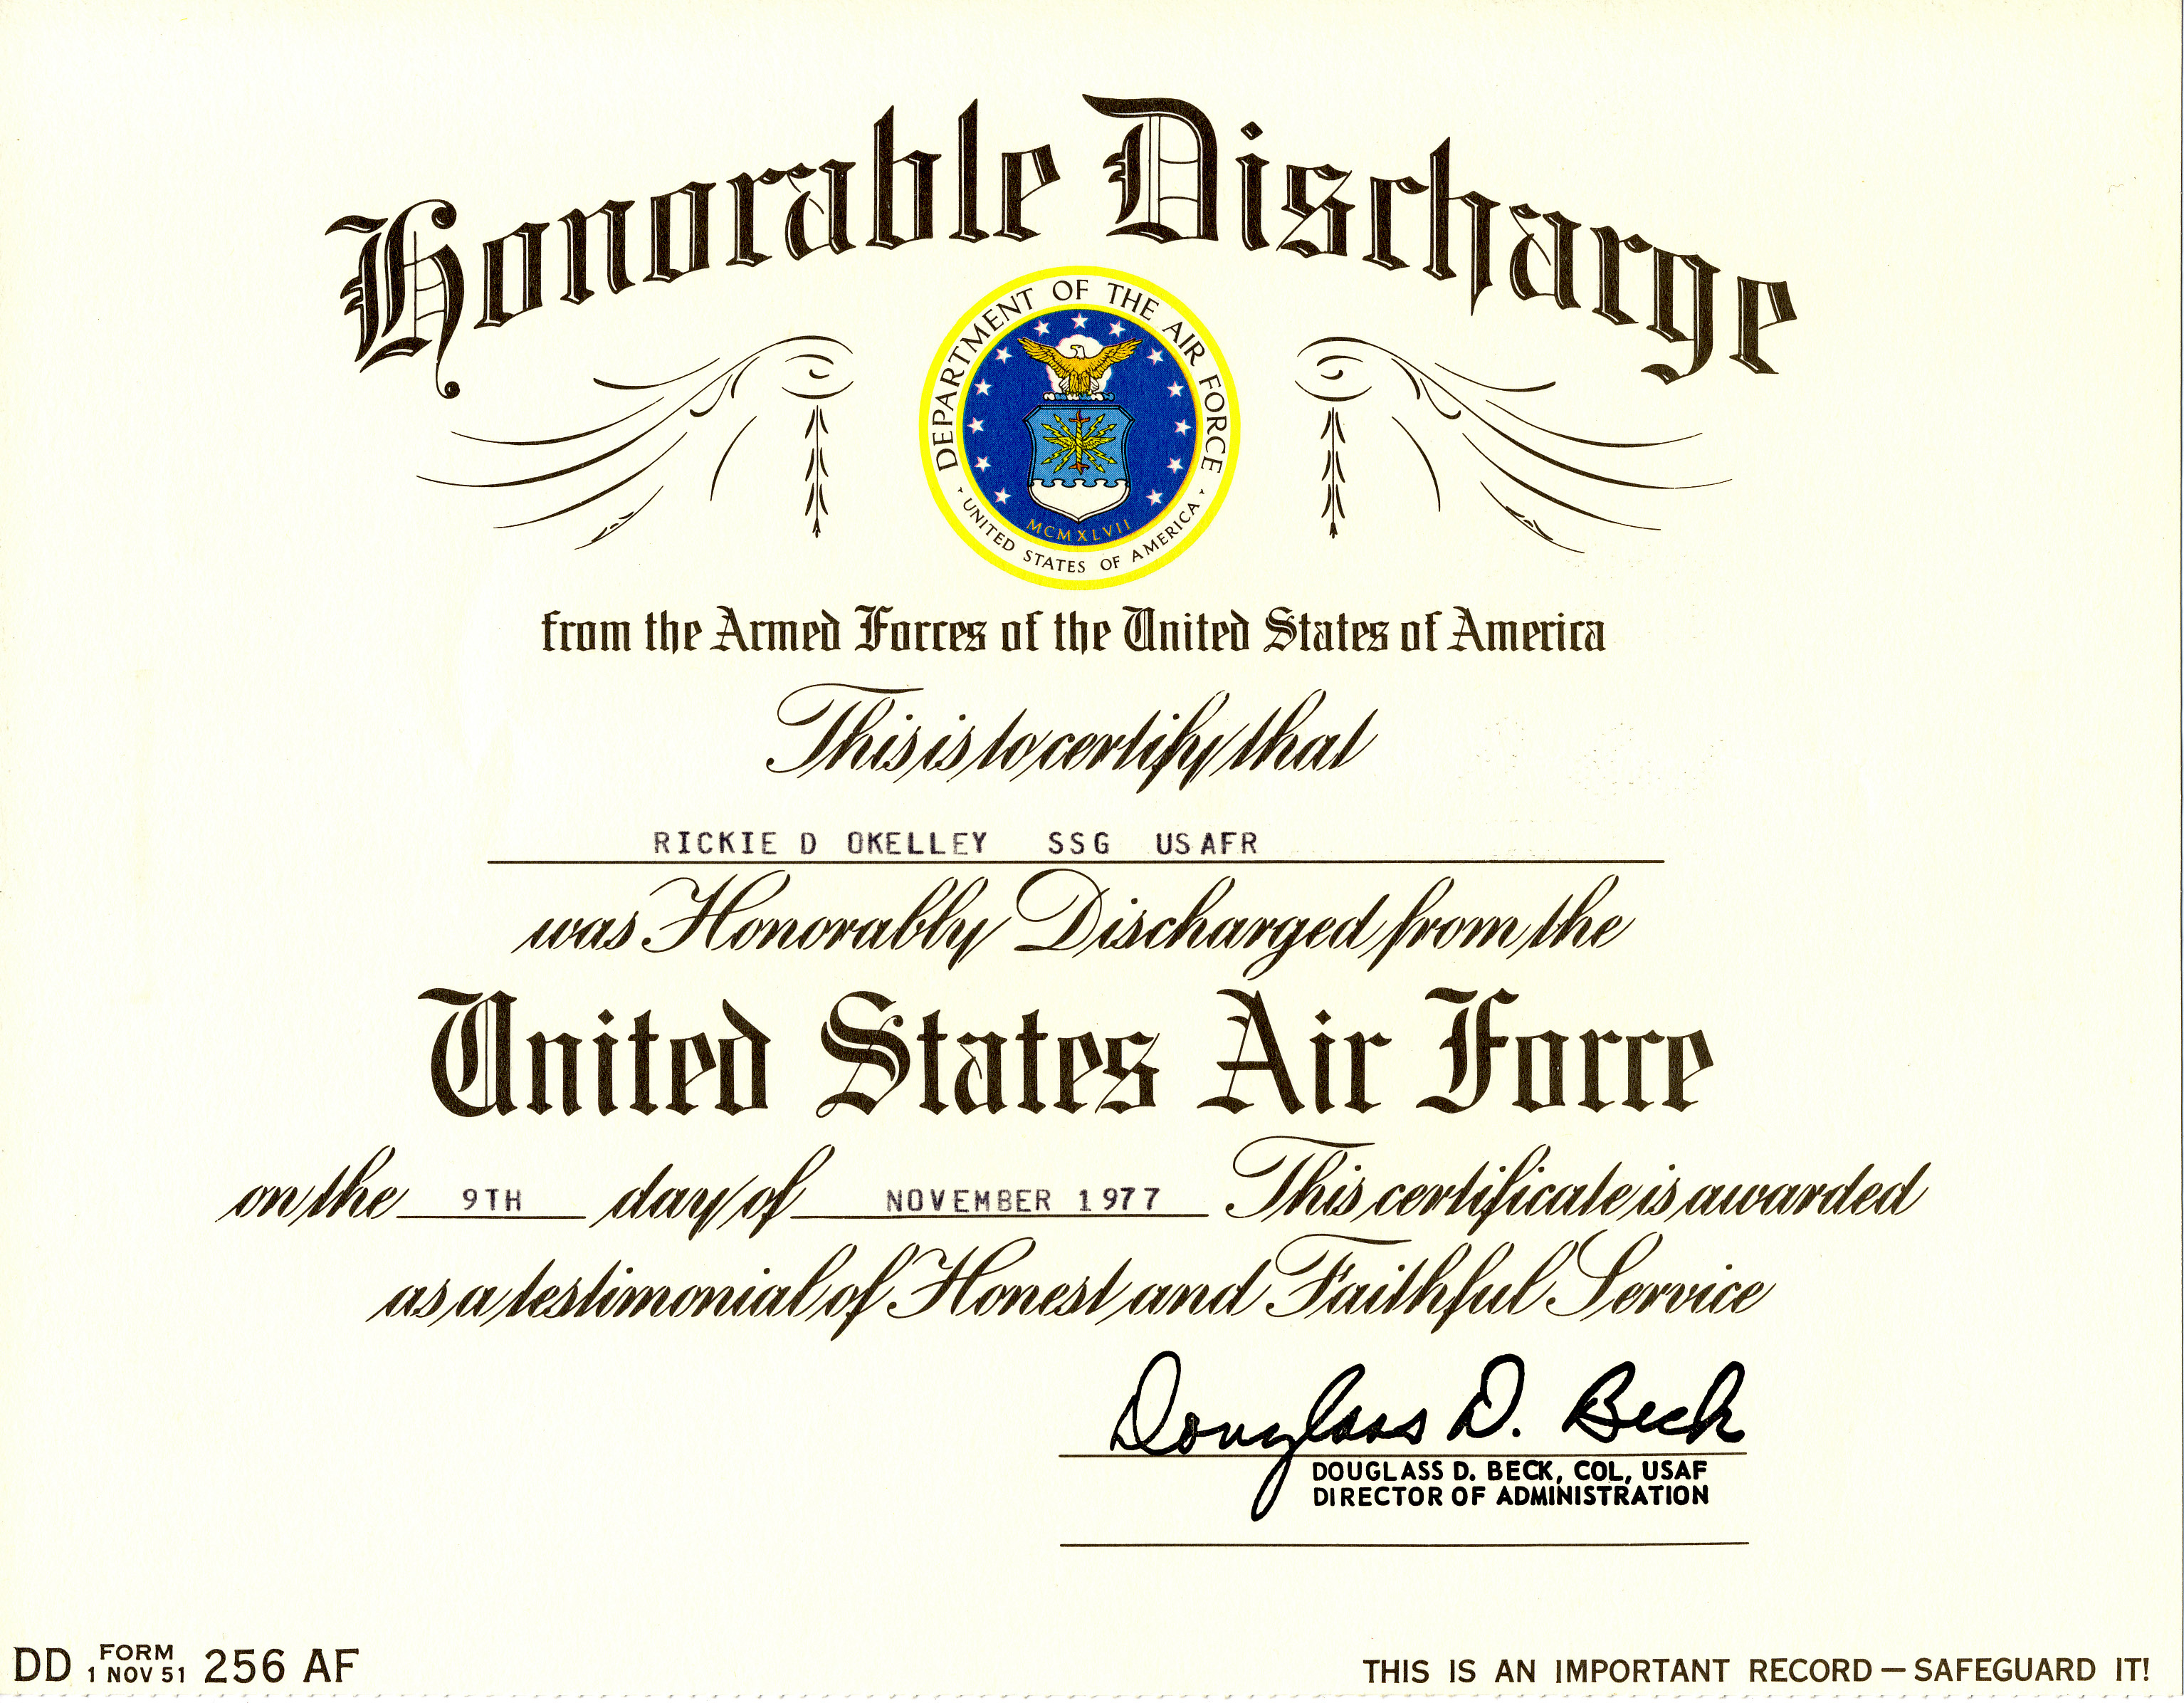 Honorable Discharge
DEPARTMENT OF THE AIR FORCE
MCMXLVII
UNITED STATES OF AMERICA
from the Armed Forces of the United States of America
This is to certify that
RICKIE D OKELLEY SSG USAFR
was Honorably Discharged from the
United States Air Force
on the 9TH day of NOVEMBER 1977 This certificate is awarded
as a testimonial of Honest and Faithful Service
Douglass D. Beck
DOUGLASS D. BECK, COL, USAF
DIRECTOR OF ADMINISTRATION
DD FORM 1 NOV 51 256 AF
THIS IS AN IMPORTANT RECORD — SAFEGUARD IT!